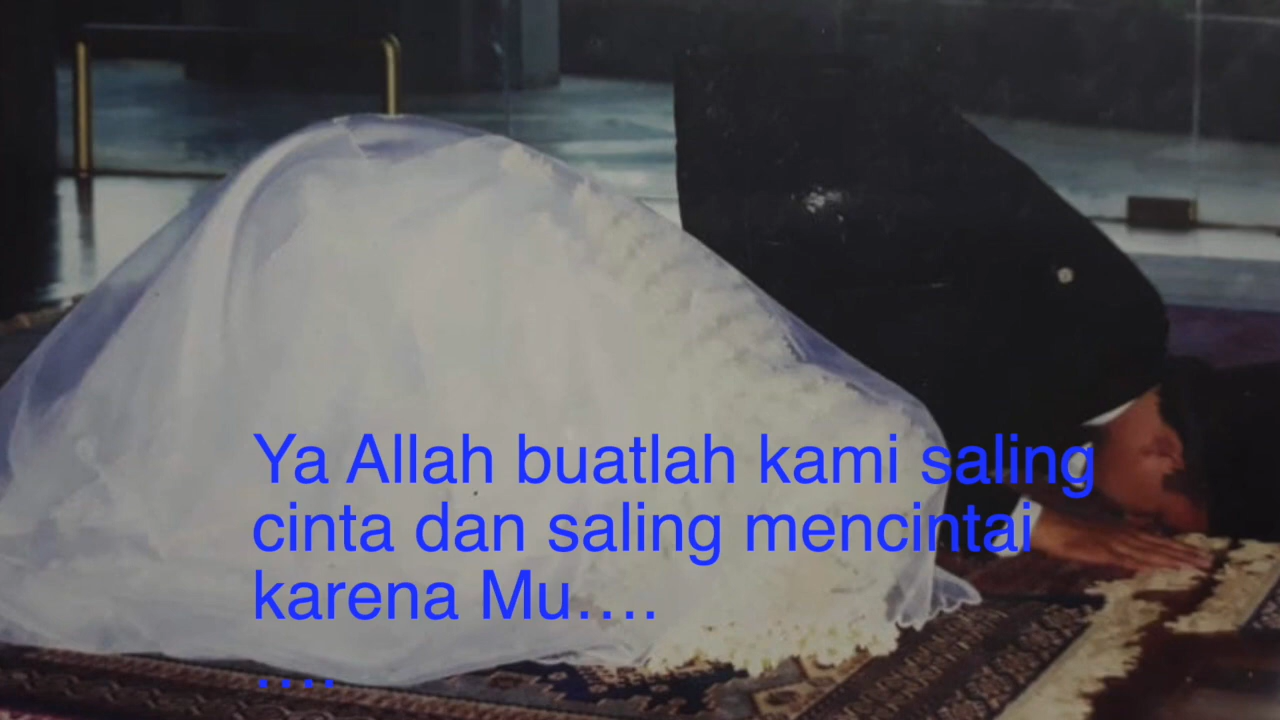 Ya Allah buatlah kami saling
cinta dan saling mencintai
karena Mu....
....